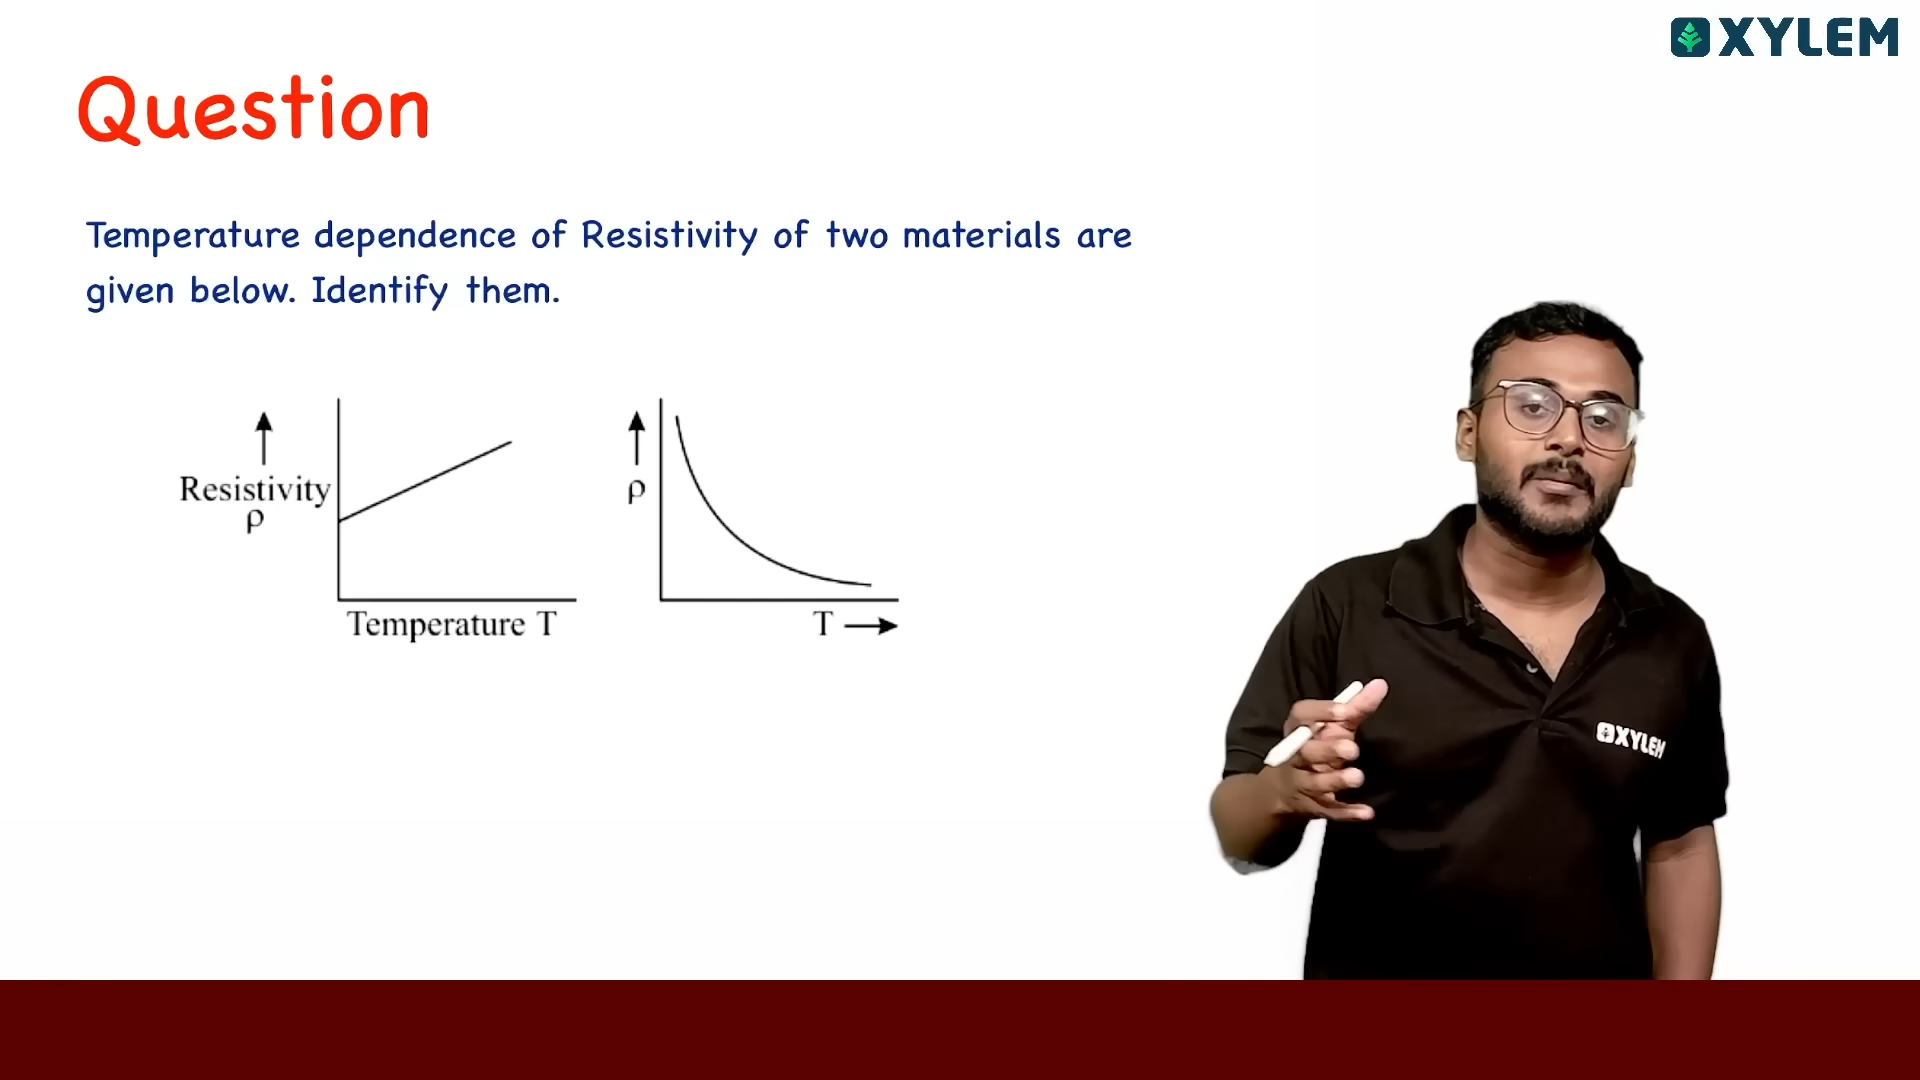 XYLEM
Question
Temperature dependence of Resistivity of two materials are
given below. Identify them.
Resistivity
ρ
Temperature T
ρ
T
XYLEM